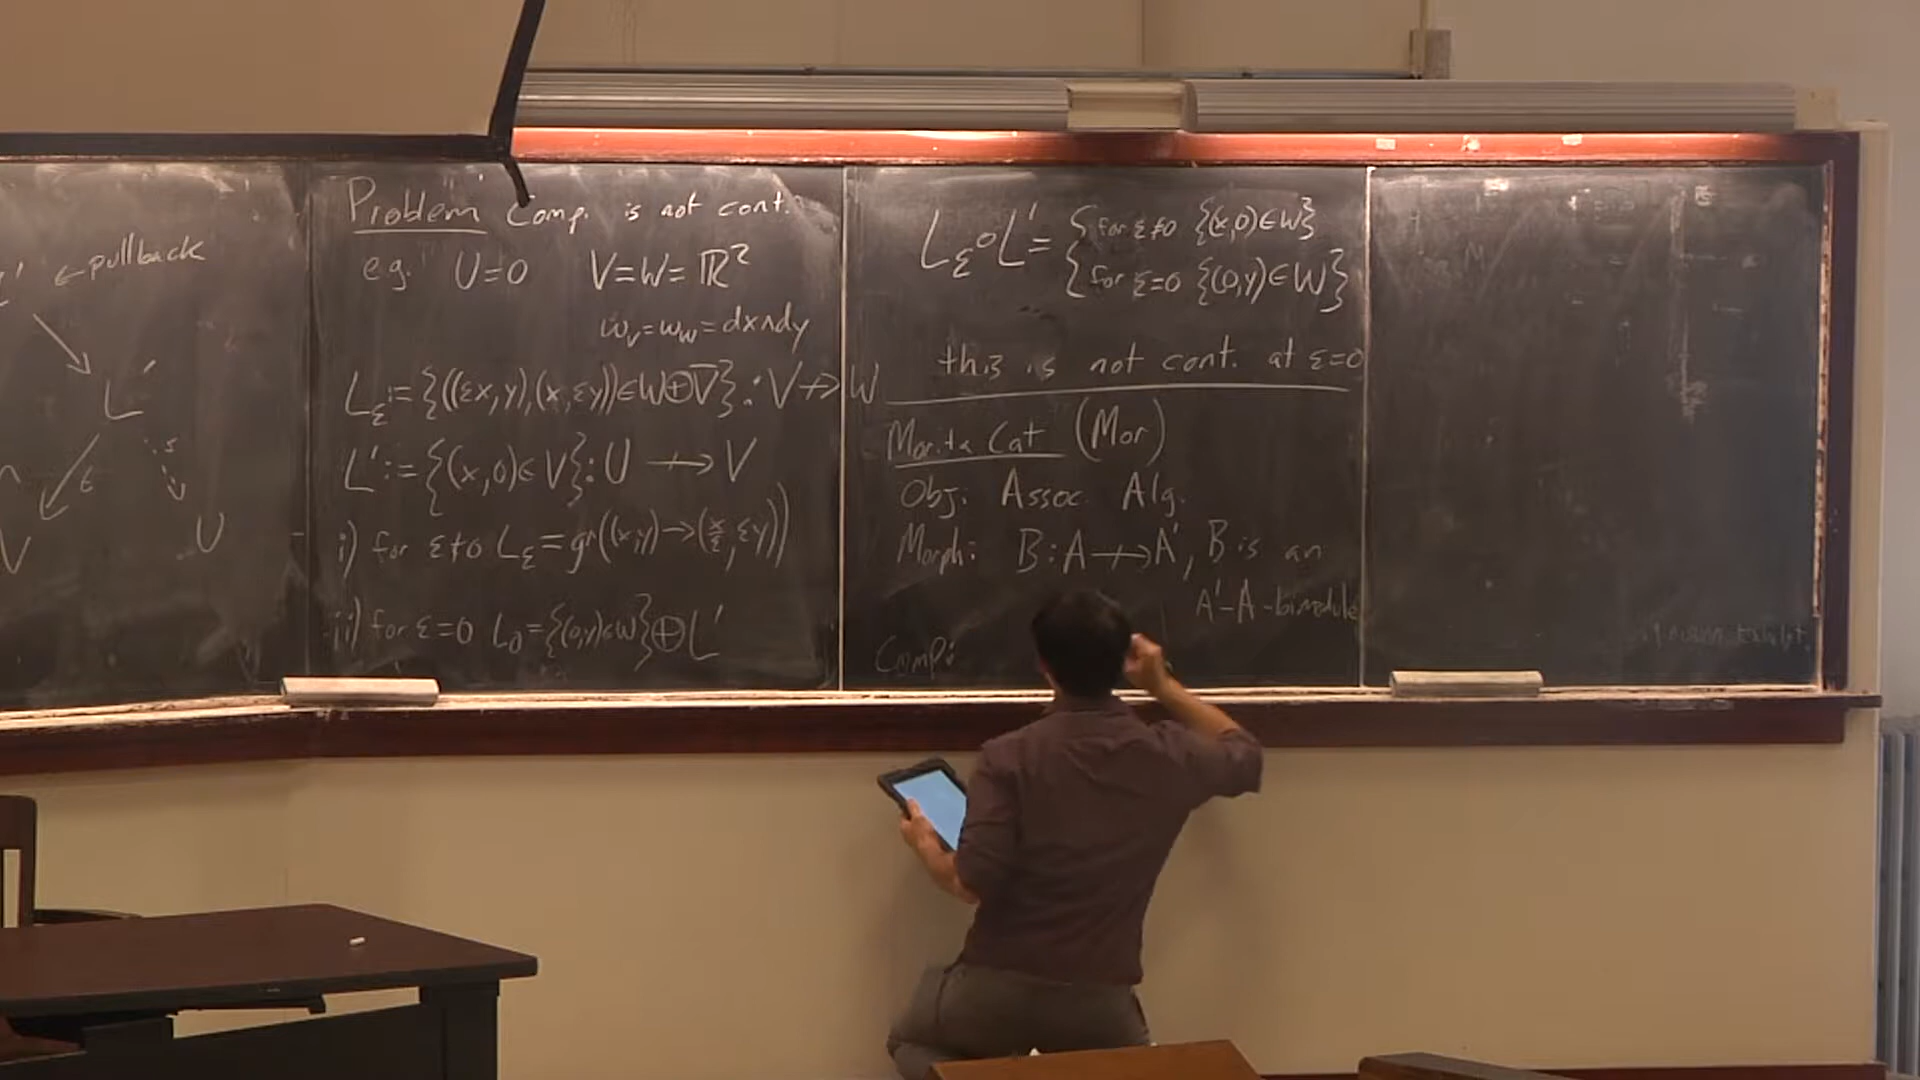 L' ← pullback
L'
t
s
V
U
Problem Comp. is not cont.
e.g. U=0 V=W=ℝ²
ω_V=ω_W=dx∧dy
L_ε:={((εx,y),(x,εy))∈W⊕V̅}:V⇸W
L':={(x,0)∈V}:U⇸V
i) for ε≠0 L_ε=gr((x,y)→(x/ε,εy))
ii) for ε=0 L₀={(0,y)∈W}⊕L'
L_ε∘L'={for ε≠0 {(x,0)∈W}
{for ε=0 {(0,y)∈W}
this is not cont. at ε=0
Morita Cat (Mor)
Obj: Assoc. Alg.
Morph: B:A⇸A', B is an
A'-A-bimodule
Comp: